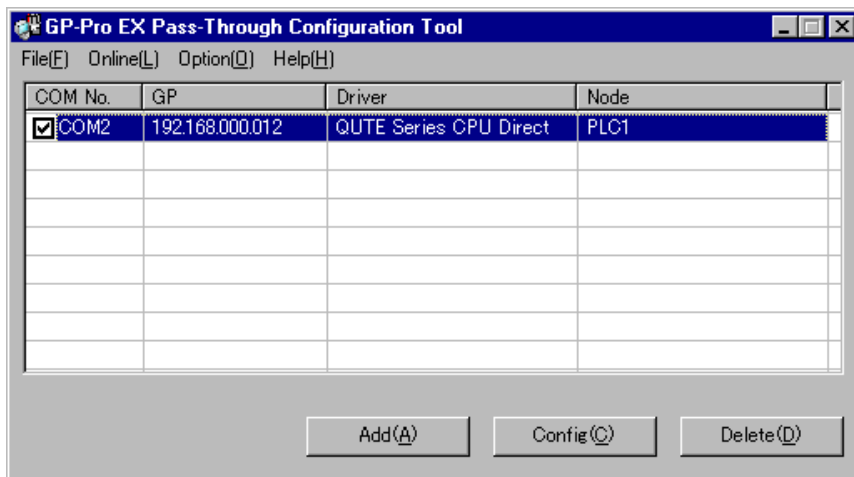 GP-Pro EX Pass-Through Configuration Tool
File(F) Online(L) Option(O) Help(H)
COM No. GP Driver Node
COM2 192.168.000.012 QUTE Series CPU Direct PLC1
Add(A) Config(C) Delete(D)